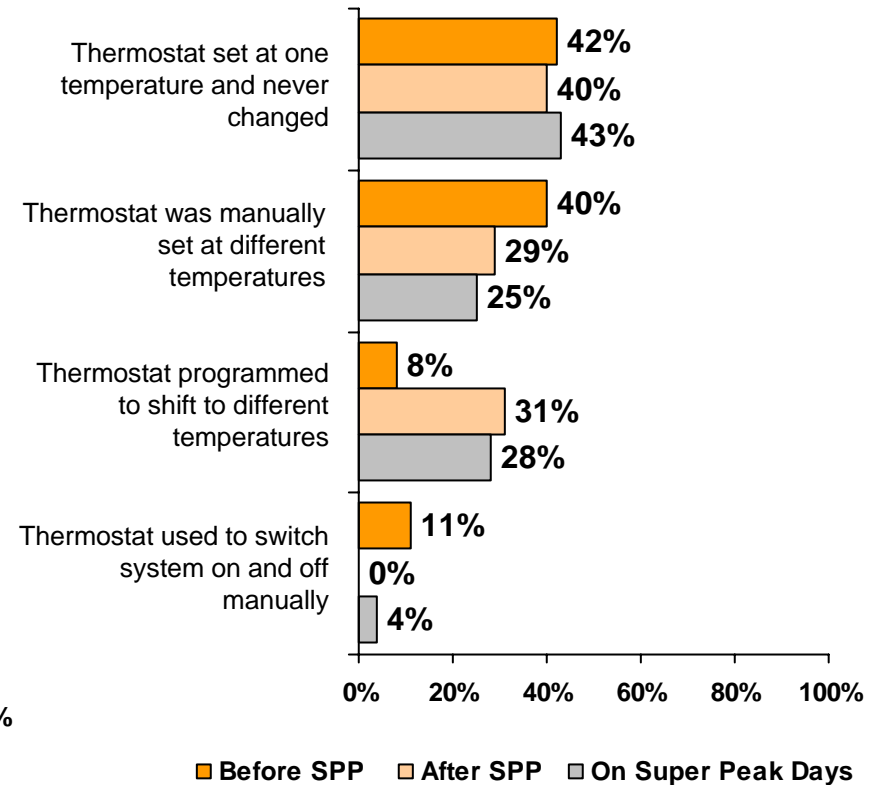 Thermostat set at one
temperature and never
changed
42%
40%
43%
Thermostat was manually
set at different
temperatures
40%
29%
25%
Thermostat programmed
to shift to different
temperatures
8%
31%
28%
Thermostat used to switch
system on and off
manually
11%
0%
4%
0% 20% 40% 60% 80% 100%
%
Before SPP After SPP On Super Peak Days